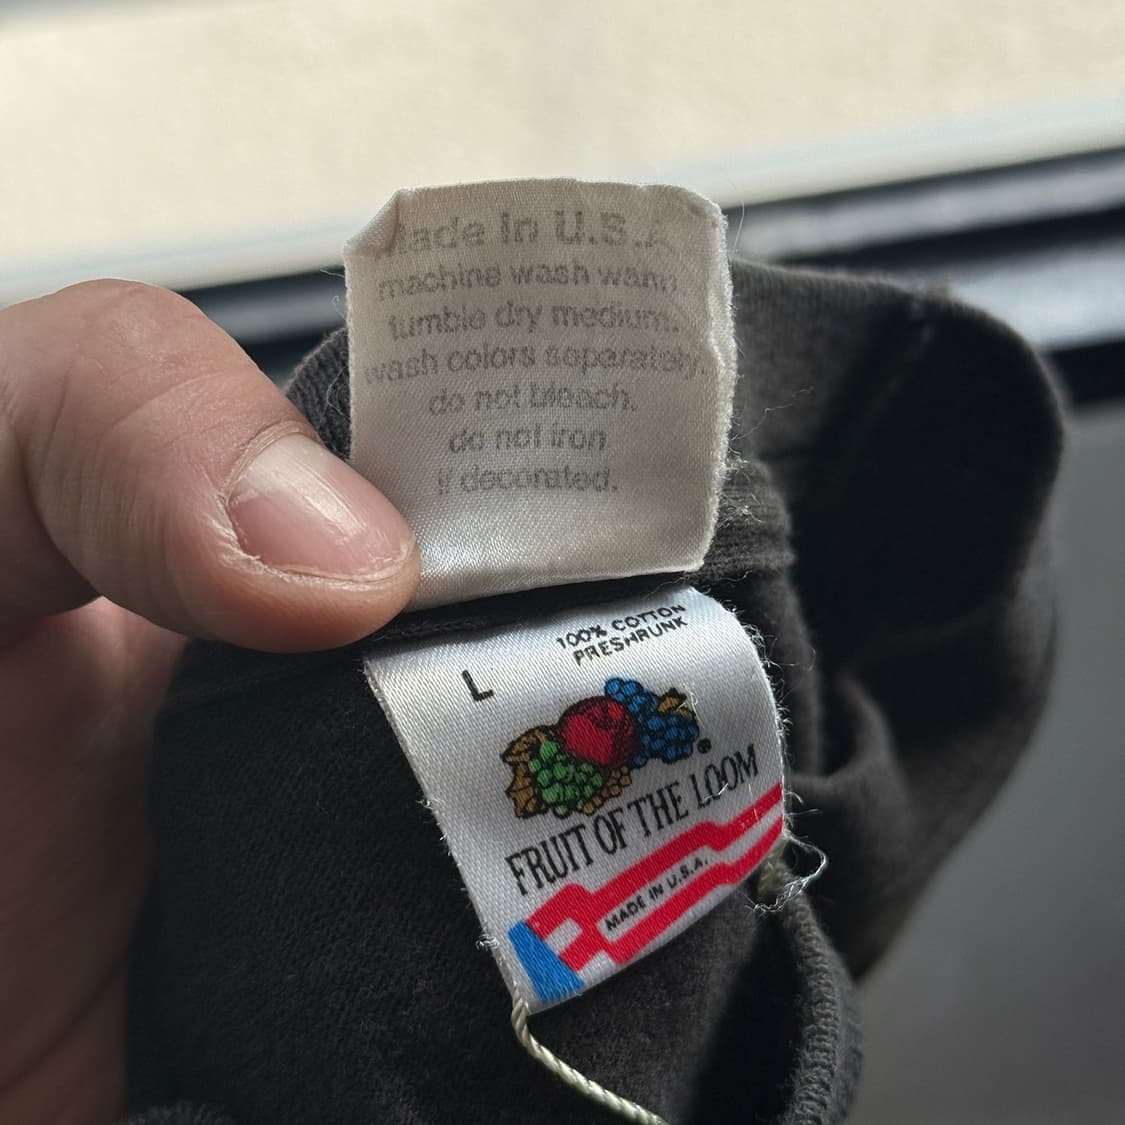 Made in U.S.A.
machine wash warm
tumble dry medium.
wash colors separately.
do not bleach.
do not iron
if decorated.
100% COTTON
PRESHRUNK
L
FRUIT OF THE LOOM
MADE IN U.S.A.